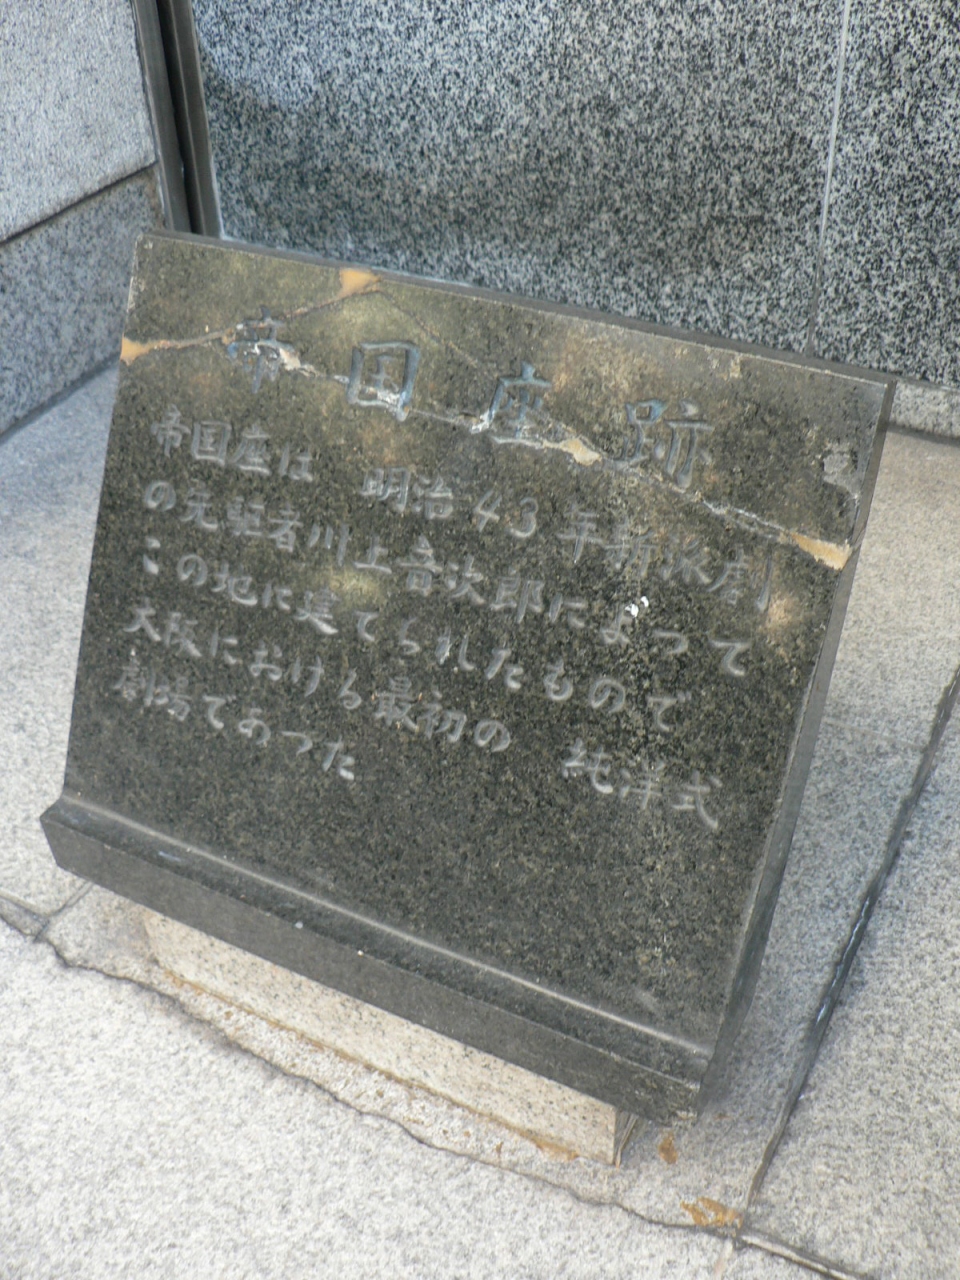 帝国座跡
帝国座は 明治43年新派劇
の先駈者川上音次郎によつて
この地に建てられたもので
大阪における最初の 純洋式
劇場であつた